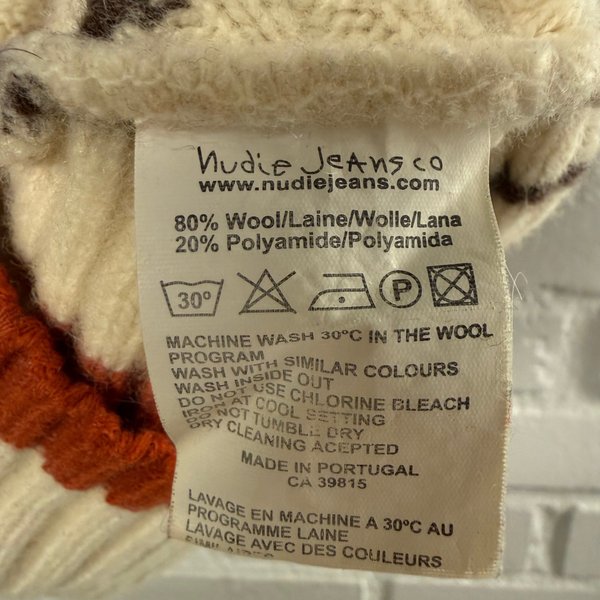 Nudie Jeans co
www.nudiejeans.com
80% Wool/Laine/Wolle/Lana
20% Polyamide/Polyamida
30º P
MACHINE WASH 30ºC IN THE WOOL
PROGRAM
WASH WITH SIMILAR COLOURS
WASH INSIDE OUT
DO NOT USE CHLORINE BLEACH
IRON AT COOL SETTING
DO NOT TUMBLE DRY
DRY CLEANING ACEPTED
MADE IN PORTUGAL
CA 39815
LAVAGE EN MACHINE A 30ºC AU
PROGRAMME LAINE
LAVAGE AVEC DES COULEURS